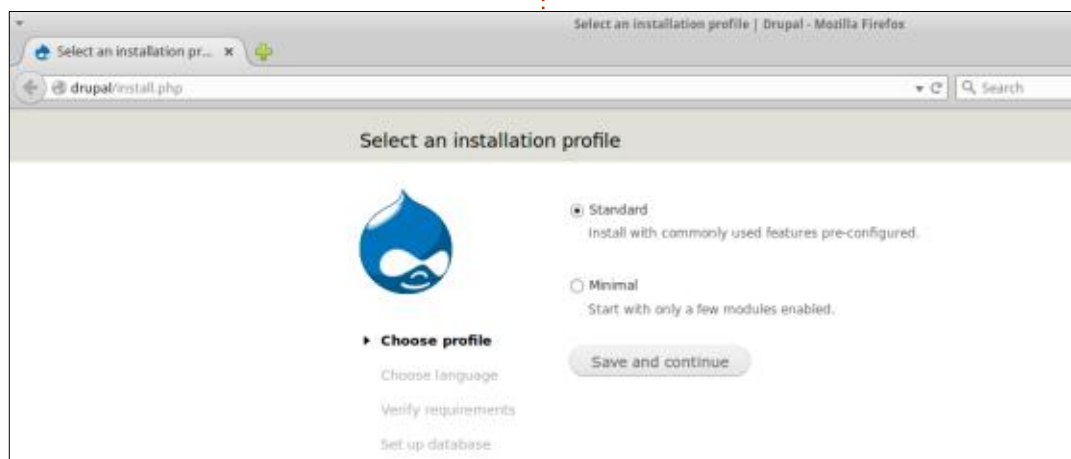 Select an installation profile | Drupal - Mozilla Firefox
Select an installation pr... ×
drupal/install.php
Search
Select an installation profile
Standard
Install with commonly used features pre-configured.
Minimal
Start with only a few modules enabled.
Save and continue
Choose profile
Choose language
Verify requirements
Set up database